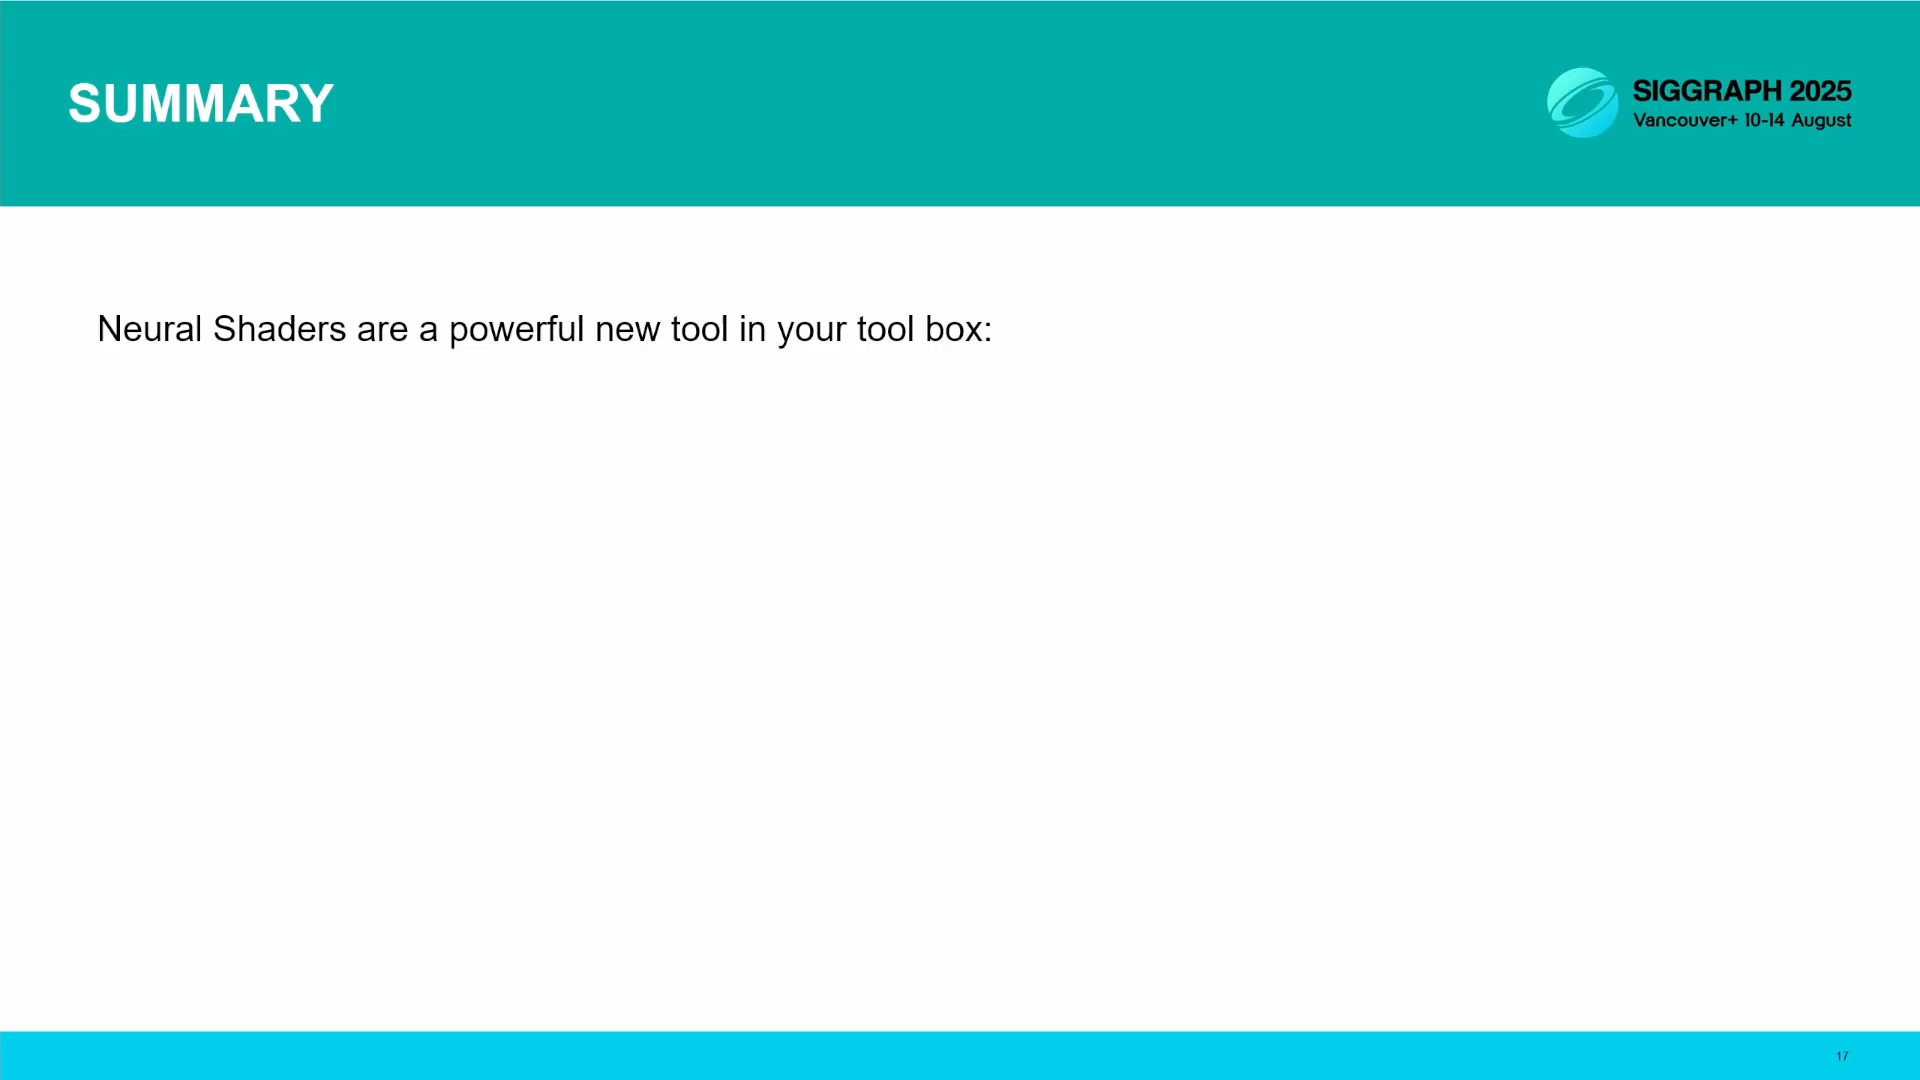 SUMMARY
SIGGRAPH 2025
Vancouver+ 10-14 August
Neural Shaders are a powerful new tool in your tool box:
17